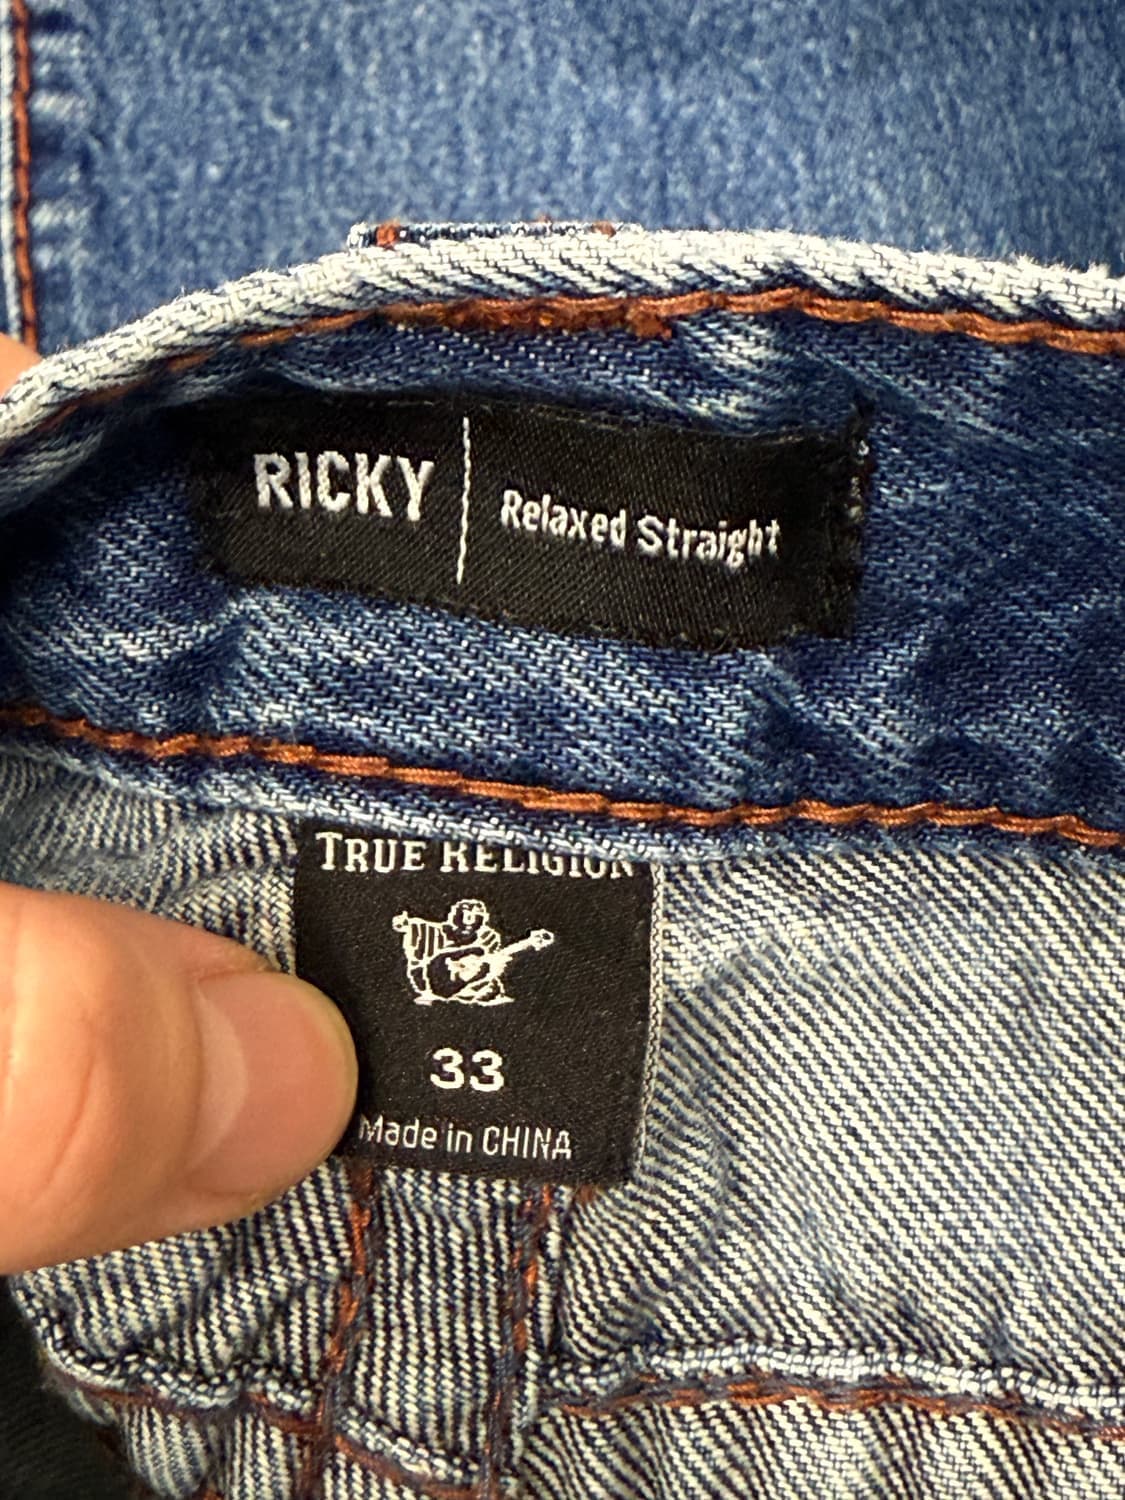 RICKY
Relaxed Straight
TRUE RELIGION
33
Made in CHINA